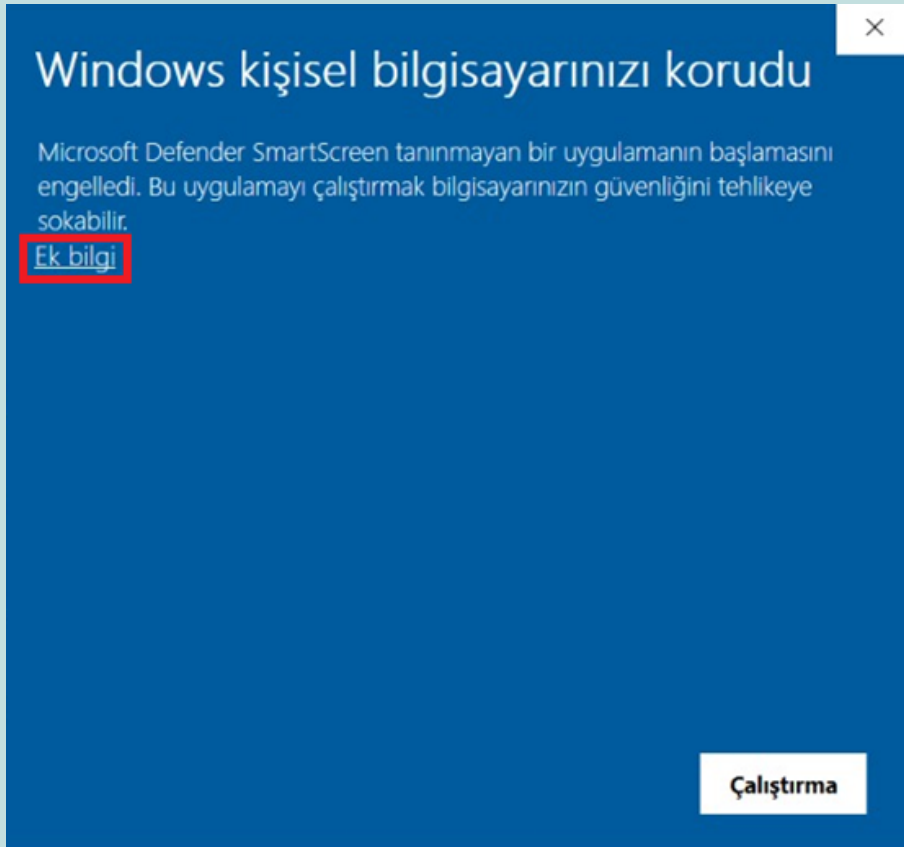 Windows kişisel bilgisayarınızı korudu
Microsoft Defender SmartScreen tanınmayan bir uygulamanın başlamasını
engelledi. Bu uygulamayı çalıştırmak bilgisayarınızın güvenliğini tehlikeye
sokabilir.
Ek bilgi
Çalıştırma